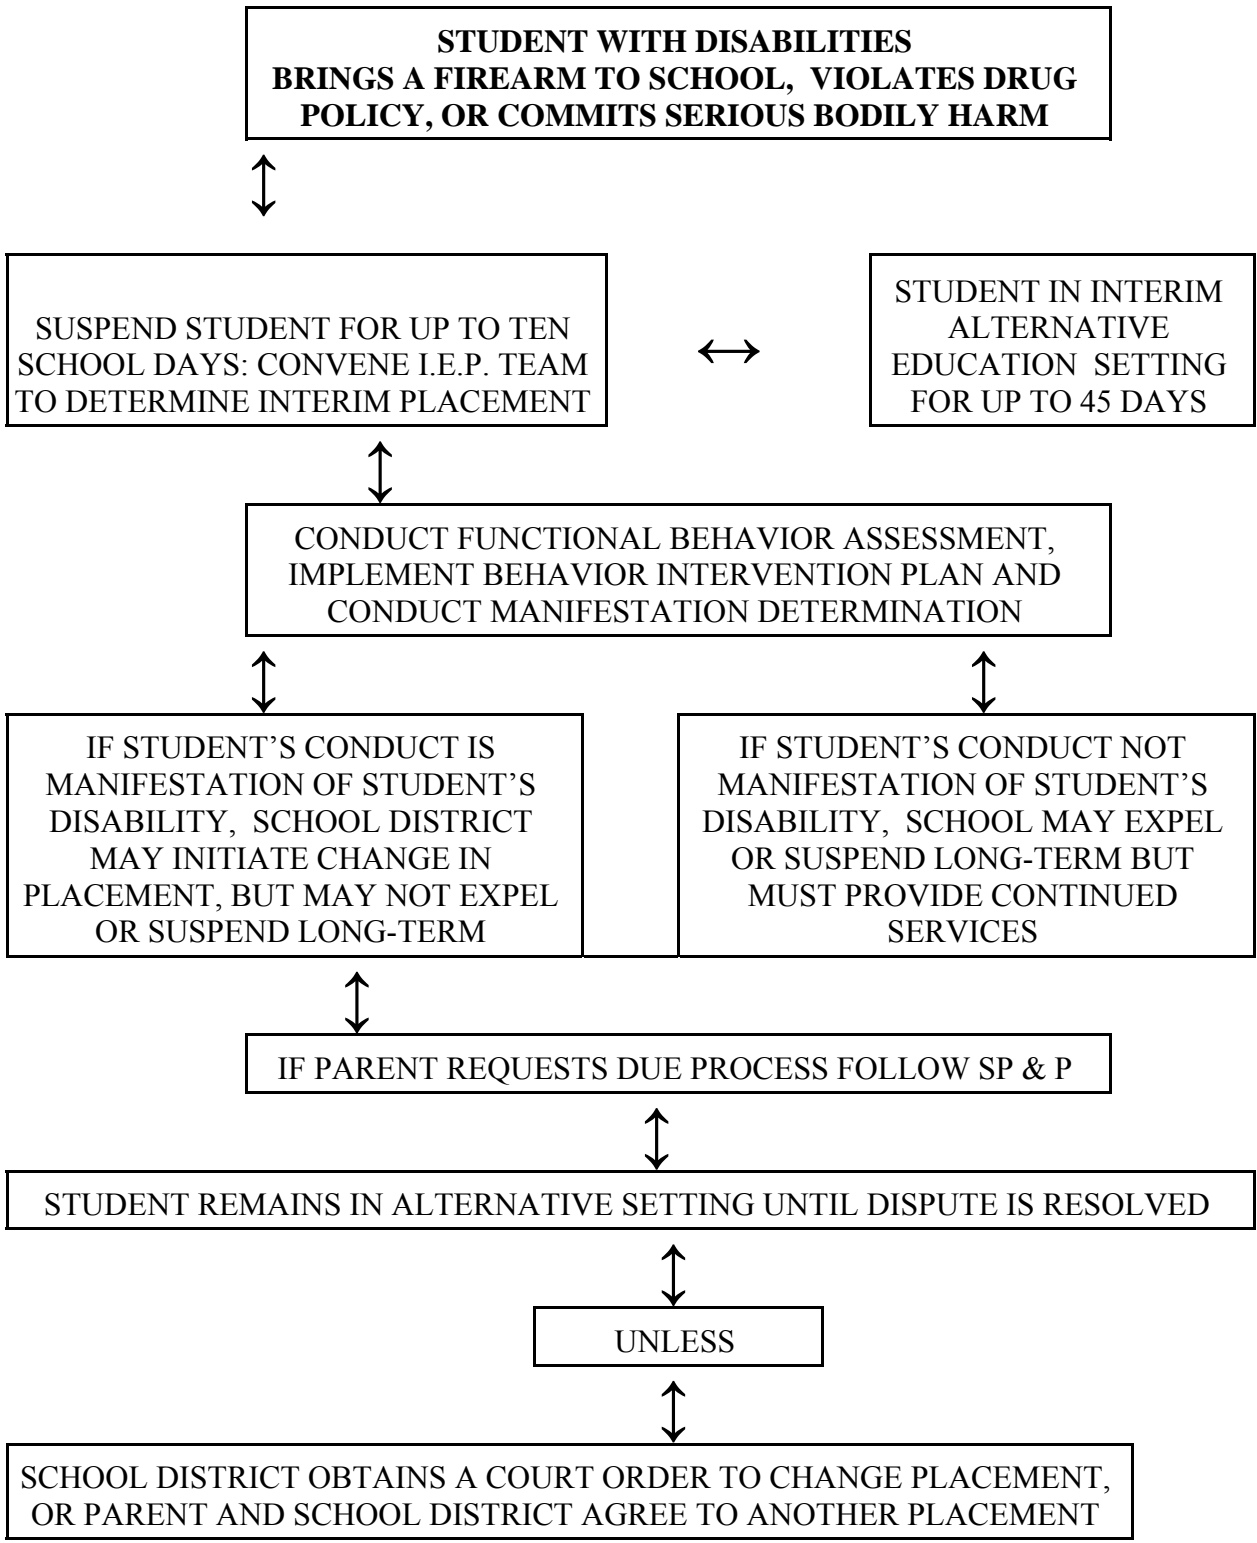 STUDENT WITH DISABILITIES
BRINGS A FIREARM TO SCHOOL, VIOLATES DRUG
POLICY, OR COMMITS SERIOUS BODILY HARM
SUSPEND STUDENT FOR UP TO TEN
SCHOOL DAYS: CONVENE I.E.P. TEAM
TO DETERMINE INTERIM PLACEMENT
STUDENT IN INTERIM
ALTERNATIVE
EDUCATION SETTING
FOR UP TO 45 DAYS
CONDUCT FUNCTIONAL BEHAVIOR ASSESSMENT,
IMPLEMENT BEHAVIOR INTERVENTION PLAN AND
CONDUCT MANIFESTATION DETERMINATION
IF STUDENT’S CONDUCT IS
MANIFESTATION OF STUDENT’S
DISABILITY, SCHOOL DISTRICT
MAY INITIATE CHANGE IN
PLACEMENT, BUT MAY NOT EXPEL
OR SUSPEND LONG-TERM
IF STUDENT’S CONDUCT NOT
MANIFESTATION OF STUDENT’S
DISABILITY, SCHOOL MAY EXPEL
OR SUSPEND LONG-TERM BUT
MUST PROVIDE CONTINUED
SERVICES
IF PARENT REQUESTS DUE PROCESS FOLLOW SP & P
STUDENT REMAINS IN ALTERNATIVE SETTING UNTIL DISPUTE IS RESOLVED
UNLESS
SCHOOL DISTRICT OBTAINS A COURT ORDER TO CHANGE PLACEMENT,
OR PARENT AND SCHOOL DISTRICT AGREE TO ANOTHER PLACEMENT